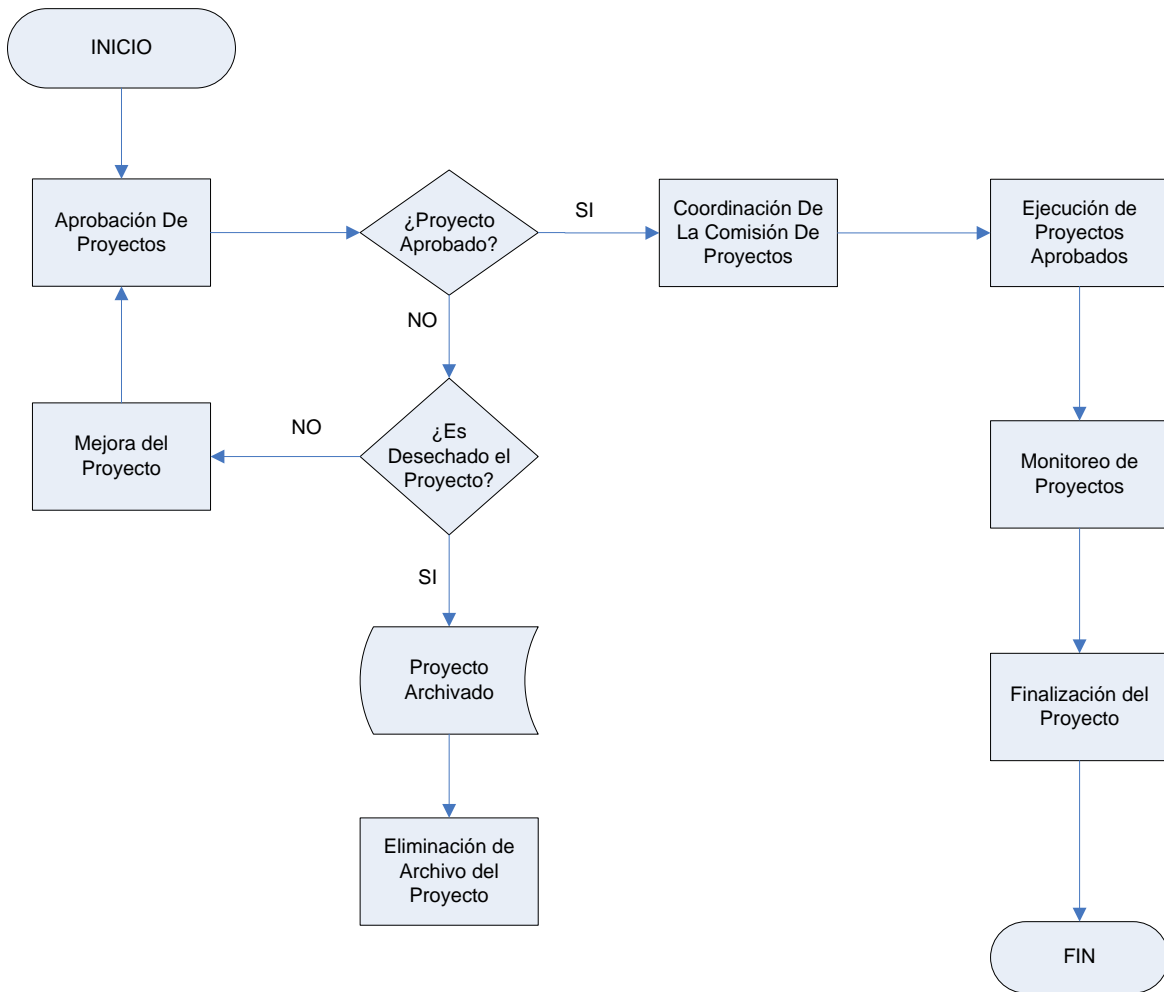 INICIO
Aprobación De
Proyectos
¿Proyecto
Aprobado?
SI
Coordinación De
La Comisión De
Proyectos
Ejecución de
Proyectos
Aprobados
NO
Mejora del
Proyecto
NO
¿Es
Desechado el
Proyecto?
Monitoreo de
Proyectos
SI
Proyecto
Archivado
Finalización del
Proyecto
Eliminación de
Archivo del
Proyecto
FIN